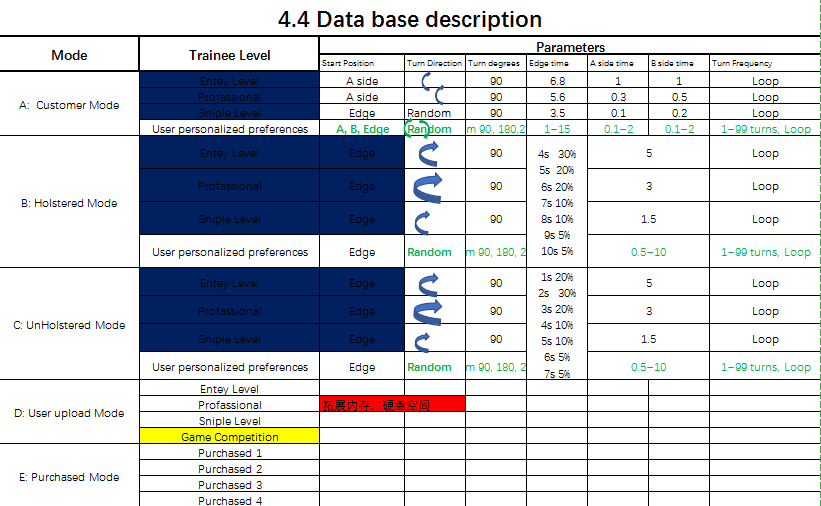 4.4 Data base description
Mode Trainee Level Parameters
Start Position Turn Direction Turn degrees Edge time A side time B side time Turn Frequency
A: Customer Mode
Entey Level A side 90 6.8 1 1 Loop
Profassional A side 90 5.6 0.3 0.5 Loop
Sniple Level Edge Random 90 3.5 0.1 0.2 Loop
User personalized preferences A, B, Edge Random m 90, 180,2 1-15 0.1-2 0.1-2 1-99 turns, Loop
B: Holstered Mode
Entey Level Edge 90 5 Loop
Profassional Edge 90 3 Loop
Sniple Level Edge 90 1.5 Loop
User personalized preferences Edge Random m 90, 180, 2 0.5-10 1-99 turns, Loop
4s 30%
5s 20%
6s 20%
7s 10%
8s 10%
9s 5%
10s 5%
C: UnHolstered Mode
Entey Level Edge 90 5 Loop
Profassional Edge 90 3 Loop
Sniple Level Edge 90 1.5 Loop
User personalized preferences Edge Random m 90, 180, 2 0.5-10 1-99 turns, Loop
1s 20%
2s 30%
3s 20%
4s 10%
5s 10%
6s 5%
7s 5%
D: User upload Mode
Entey Level
Profassional 拓展内存，硬盘空间
Sniple Level
Game Competition
E: Purchased Mode
Purchased 1
Purchased 2
Purchased 3
Purchased 4